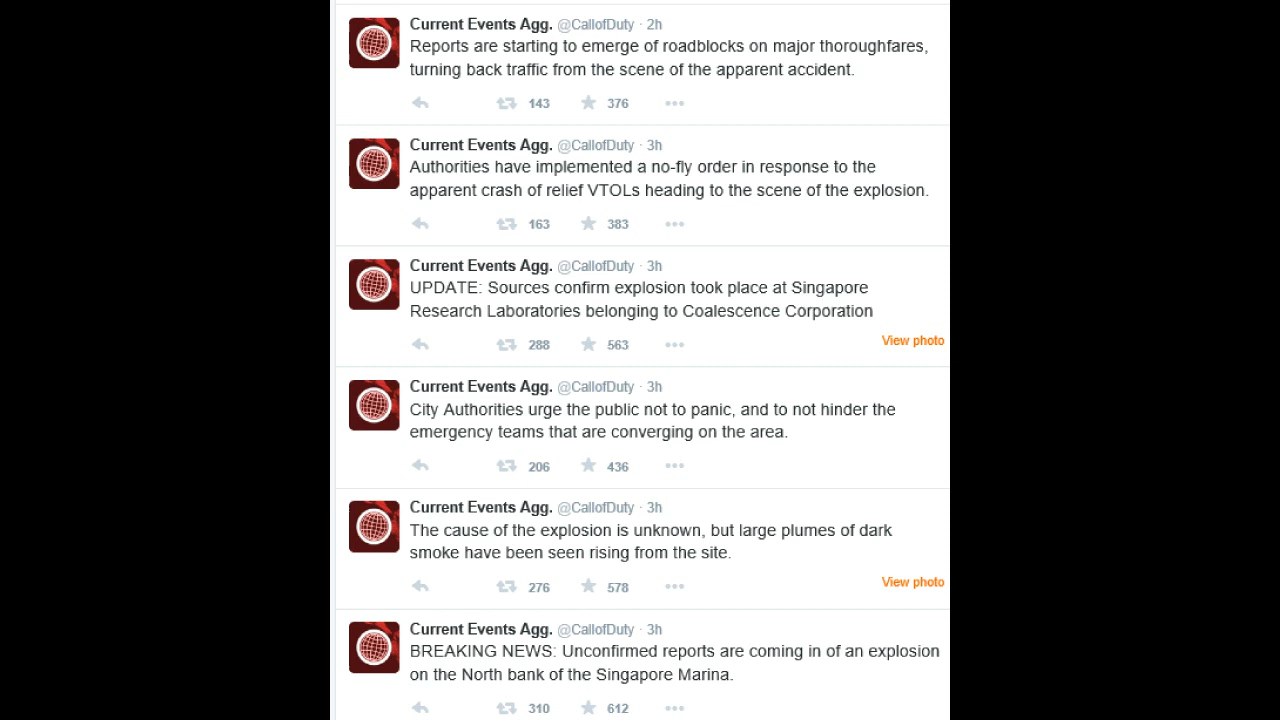 Current Events Agg. @CallofDuty · 2h
Reports are starting to emerge of roadblocks on major thoroughfares,
turning back traffic from the scene of the apparent accident.
143 376
Current Events Agg. @CallofDuty · 3h
Authorities have implemented a no-fly order in response to the
apparent crash of relief VTOLs heading to the scene of the explosion.
163 383
Current Events Agg. @CallofDuty · 3h
UPDATE: Sources confirm explosion took place at Singapore
Research Laboratories belonging to Coalescence Corporation
View photo
288 563
Current Events Agg. @CallofDuty · 3h
City Authorities urge the public not to panic, and to not hinder the
emergency teams that are converging on the area.
206 436
Current Events Agg. @CallofDuty · 3h
The cause of the explosion is unknown, but large plumes of dark
smoke have been seen rising from the site.
View photo
276 578
Current Events Agg. @CallofDuty · 3h
BREAKING NEWS: Unconfirmed reports are coming in of an explosion
on the North bank of the Singapore Marina.
310 612